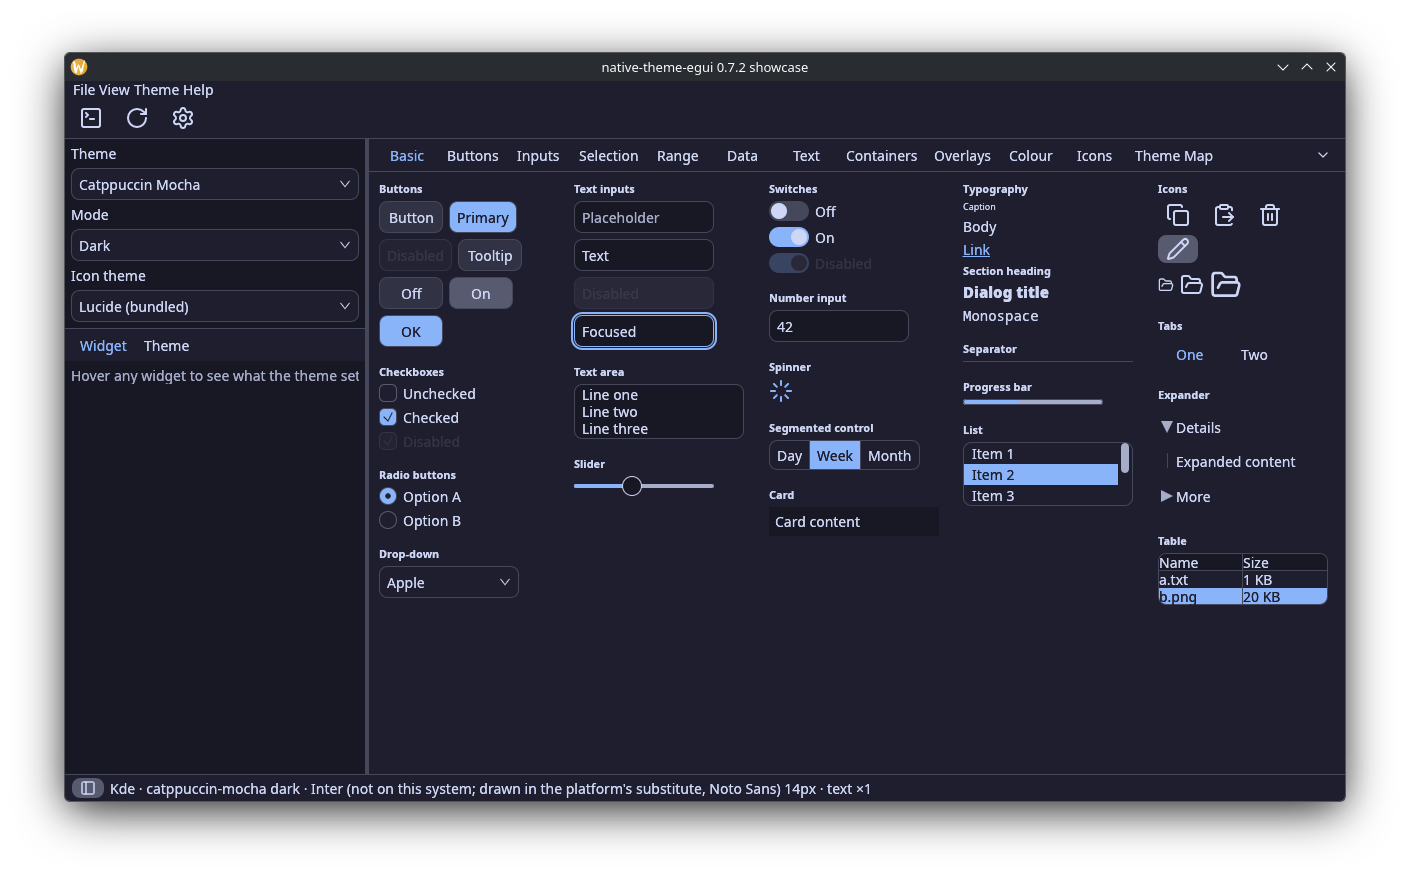 native-theme-egui 0.7.2 showcase
File View Theme Help
Theme
Catppuccin Mocha
Mode
Dark
Icon theme
Lucide (bundled)
Widget Theme
Hover any widget to see what the theme set
Basic Buttons Inputs Selection Range Data Text Containers Overlays Colour Icons Theme Map
Buttons
Button Primary
Disabled Tooltip
Off On
OK
Checkboxes
Unchecked
Checked
Disabled
Radio buttons
Option A
Option B
Drop-down
Apple
Text inputs
Placeholder
Text
Disabled
Focused
Text area
Line one
Line two
Line three
Slider
Switches
Off
On
Disabled
Number input
42
Spinner
Segmented control
Day Week Month
Card
Card content
Typography
Caption
Body
Link
Section heading
Dialog title
Monospace
Separator
Progress bar
List
Item 1
Item 2
Item 3
Icons
Tabs
One Two
Expander
Details
Expanded content
More
Table
Name Size
a.txt 1 KB
b.png 20 KB
Kde · catppuccin-mocha dark · Inter (not on this system; drawn in the platform's substitute, Noto Sans) 14px · text ×1